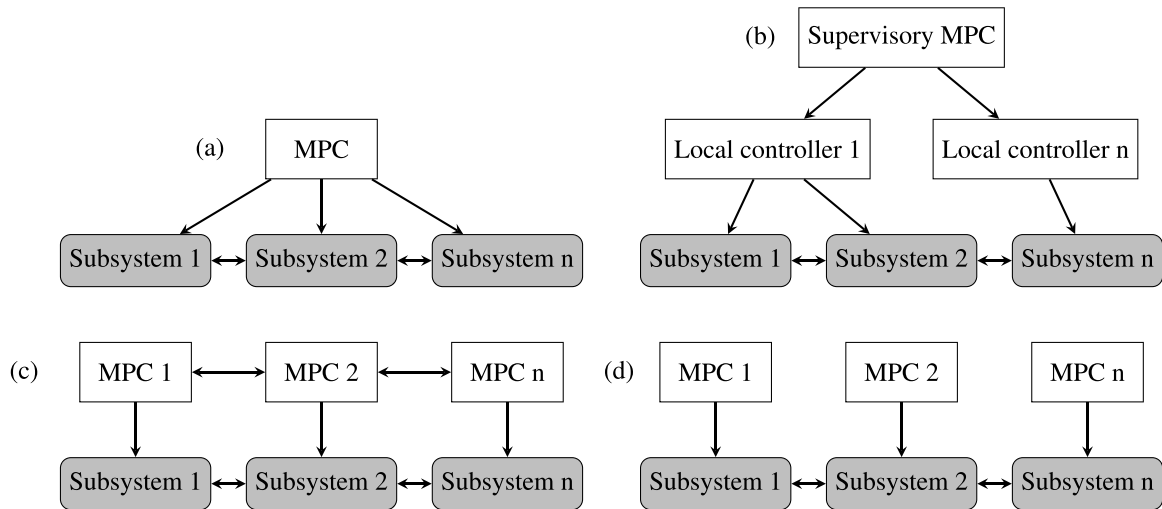 (a)
MPC
Subsystem 1
Subsystem 2
Subsystem n
(b)
Supervisory MPC
Local controller 1
Local controller n
Subsystem 1
Subsystem 2
Subsystem n
(c)
MPC 1
MPC 2
MPC n
Subsystem 1
Subsystem 2
Subsystem n
(d)
MPC 1
MPC 2
MPC n
Subsystem 1
Subsystem 2
Subsystem n